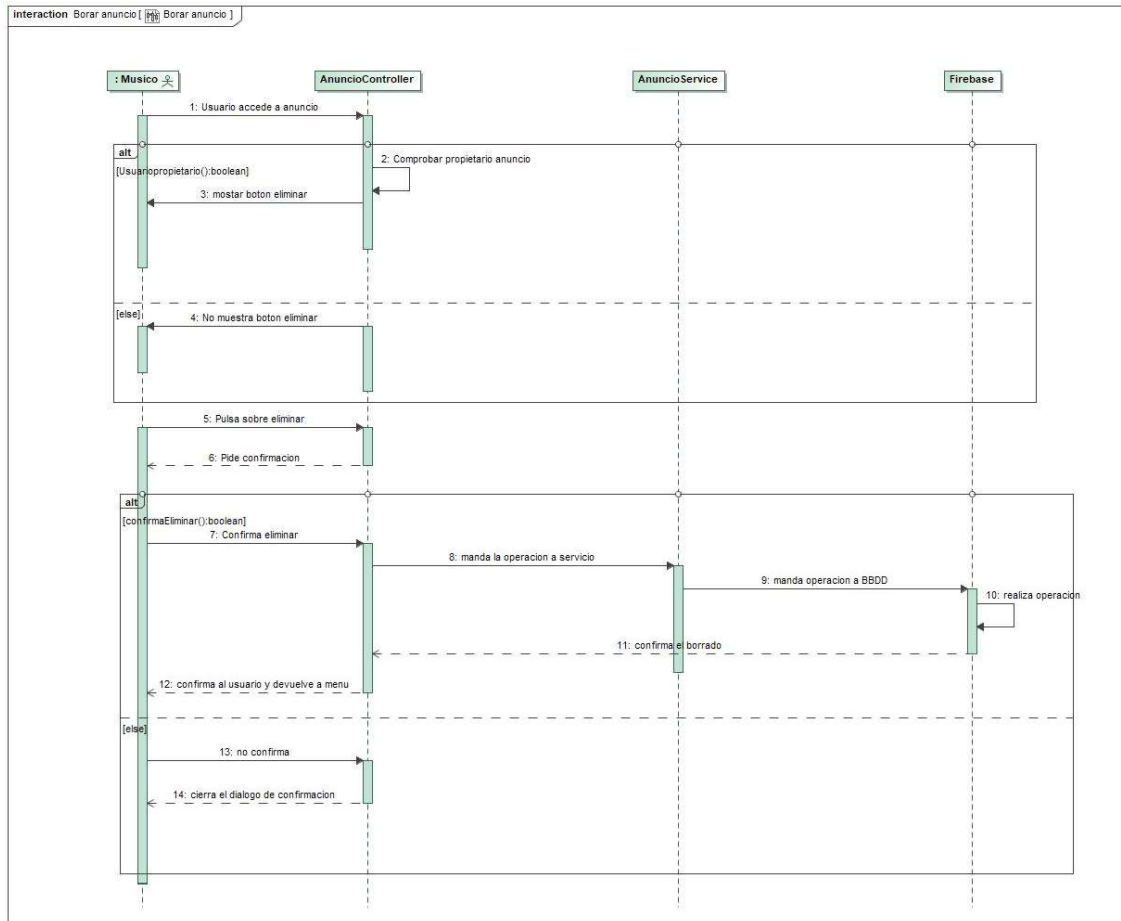 interaction Borar anuncio [ Borar anuncio ]
: Musico
AnuncioController
AnuncioService
Firebase
1: Usuario accede a anuncio
alt
[Usuariopropietario():boolean]
2: Comprobar propietario anuncio
3: mostar boton eliminar
[else]
4: No muestra boton eliminar
5: Pulsa sobre eliminar
6: Pide confirmacion
alt
[confirmaEliminar():boolean]
7: Confirma eliminar
8: manda la operacion a servicio
9: manda operacion a BBDD
10: realiza operacion
11: confirma el borrado
12: confirma al usuario y devuelve a menu
[else]
13: no confirma
14: cierra el dialogo de confirmacion